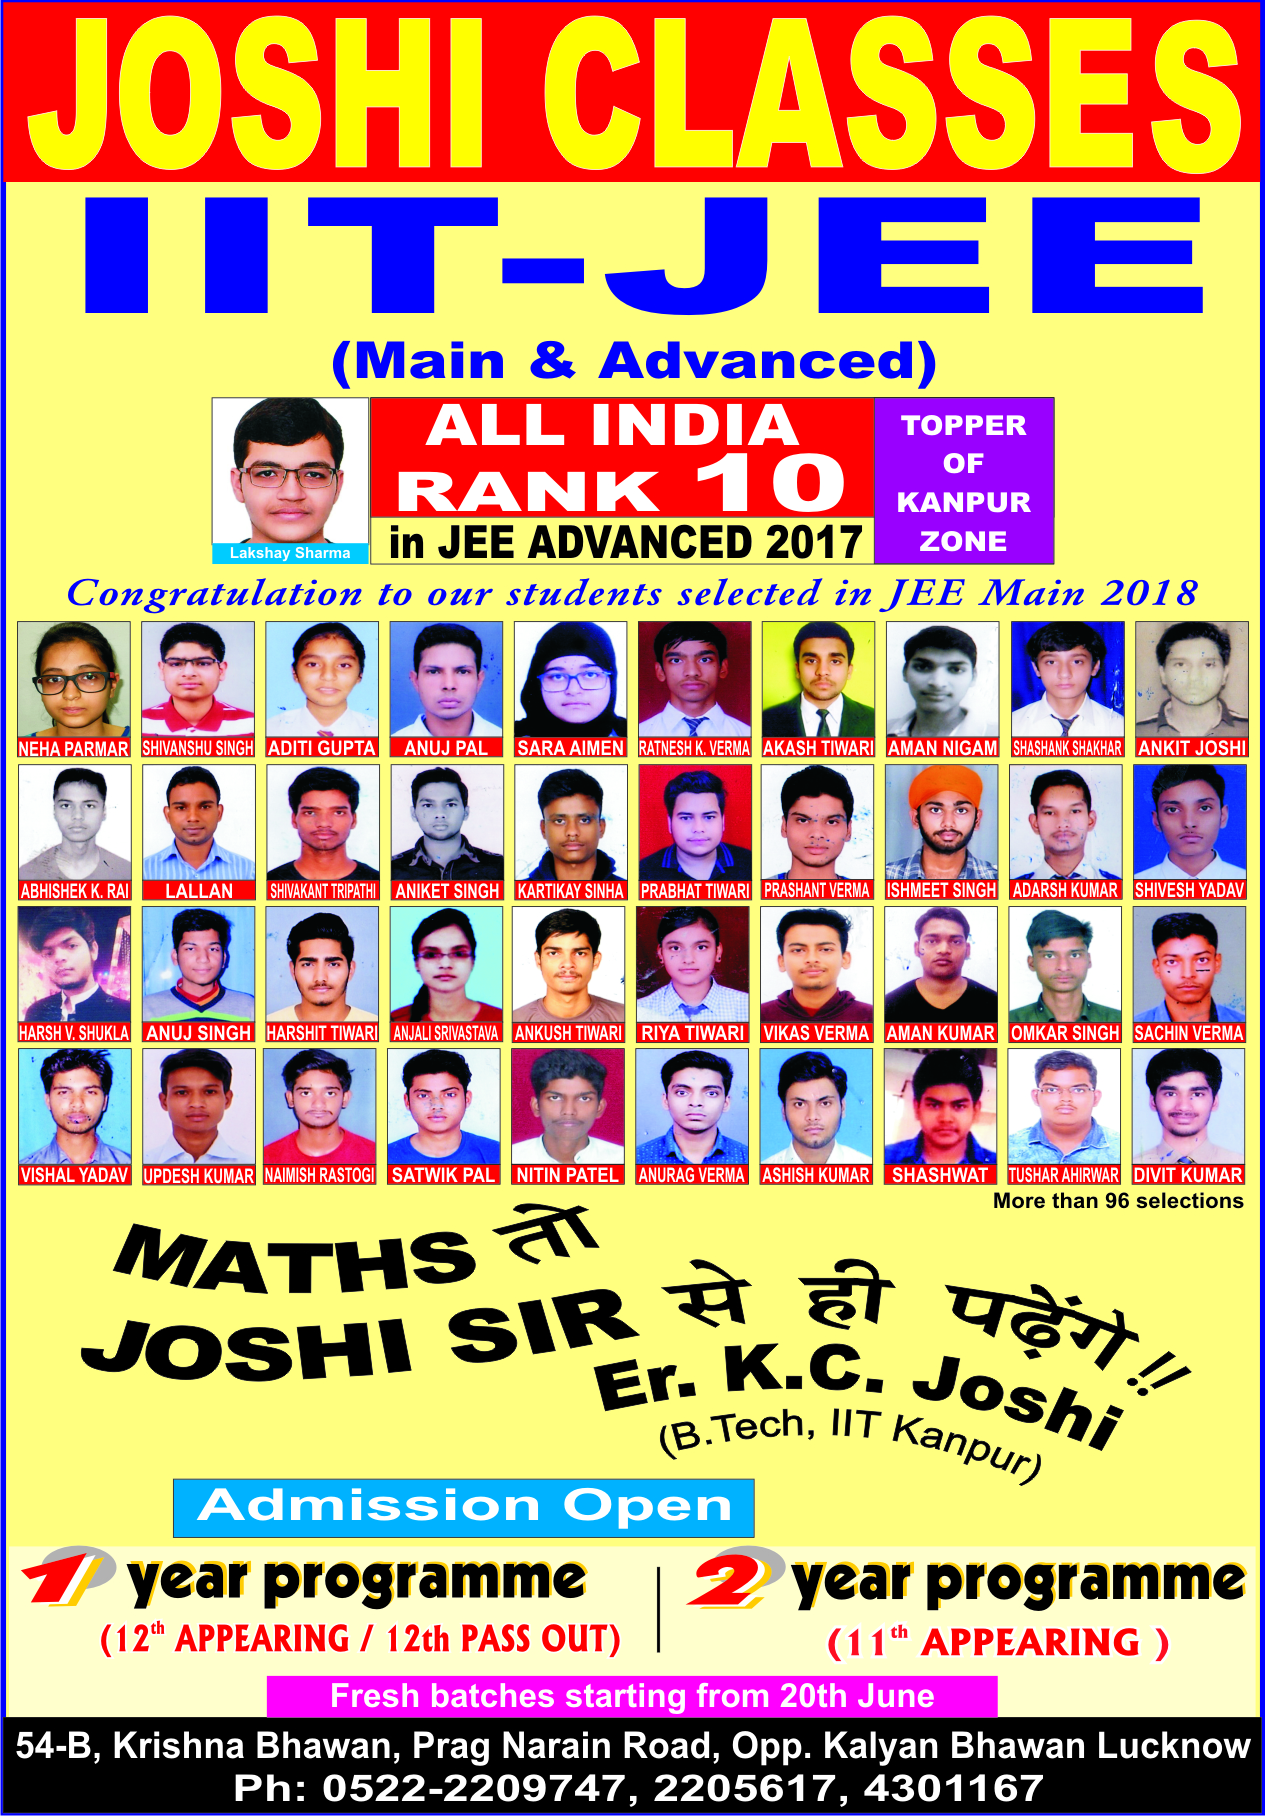 JOSHI CLASSES
IIT-JEE
(Main & Advanced)
Lakshay Sharma
ALL INDIA
RANK 10
in JEE ADVANCED 2017
TOPPER
OF
KANPUR
ZONE
Congratulation to our students selected in JEE Main 2018
NEHA PARMAR SHIVANSHU SINGH ADITI GUPTA ANUJ PAL SARA AIMEN RATNESH K. VERMA AKASH TIWARI AMAN NIGAM SHASHANK SHAKHAR ANKIT JOSHI
ABHISHEK K. RAI LALLAN SHIVAKANT TRIPATHI ANIKET SINGH KARTIKAY SINHA PRABHAT TIWARI PRASHANT VERMA ISHMEET SINGH ADARSH KUMAR SHIVESH YADAV
HARSH V. SHUKLA ANUJ SINGH HARSHIT TIWARI ANJALI SRIVASTAVA ANKUSH TIWARI RIYA TIWARI VIKAS VERMA AMAN KUMAR OMKAR SINGH SACHIN VERMA
VISHAL YADAV UPDESH KUMAR NAIMISH RASTOGI SATWIK PAL NITIN PATEL ANURAG VERMA ASHISH KUMAR SHASHWAT TUSHAR AHIRWAR DIVIT KUMAR
More than 96 selections
MATHS तो
JOSHI SIR से ही पढ़ेंगे!!
Er. K.C. Joshi
(B.Tech, IIT Kanpur)
Admission Open
1 year programme
(12th APPEARING / 12th PASS OUT)
2 year programme
(11th APPEARING )
Fresh batches starting from 20th June
54-B, Krishna Bhawan, Prag Narain Road, Opp. Kalyan Bhawan Lucknow
Ph: 0522-2209747, 2205617, 4301167